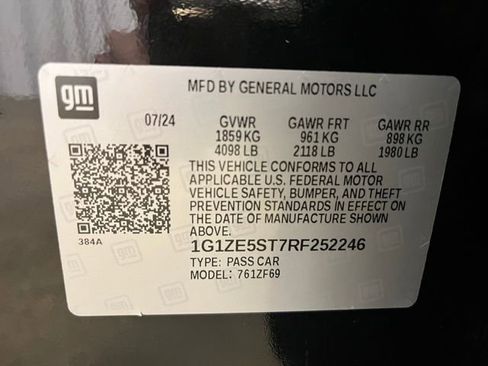 gm
MFD BY GENERAL MOTORS LLC
07/24 GVWR GAWR FRT GAWR RR
1859 KG 961 KG 898 KG
4098 LB 2118 LB 1980 LB
THIS VEHICLE CONFORMS TO ALL
APPLICABLE U.S. FEDERAL MOTOR
VEHICLE SAFETY, BUMPER, AND THEFT
PREVENTION STANDARDS IN EFFECT ON
THE DATE OF MANUFACTURE SHOWN
ABOVE.
384A
1G1ZE5ST7RF252246
TYPE: PASS CAR
MODEL: 761ZF69